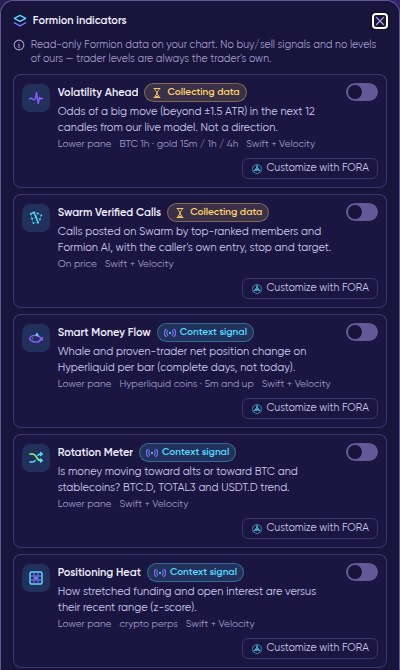 Formion indicators
Read-only Formion data on your chart. No buy/sell signals and no levels
of ours — trader levels are always the trader's own.
Volatility Ahead Collecting data
Odds of a big move (beyond ±1.5 ATR) in the next 12
candles from our live model. Not a direction.
Lower pane BTC 1h · gold 15m / 1h / 4h Swift + Velocity
Customize with FORA
Swarm Verified Calls Collecting data
Calls posted on Swarm by top-ranked members and
Formion AI, with the caller's own entry, stop and target.
On price Swift + Velocity
Customize with FORA
Smart Money Flow Context signal
Whale and proven-trader net position change on
Hyperliquid per bar (complete days, not today).
Lower pane Hyperliquid coins · 5m and up Swift + Velocity
Customize with FORA
Rotation Meter Context signal
Is money moving toward alts or toward BTC and
stablecoins? BTC.D, TOTAL3 and USDT.D trend.
Lower pane Swift + Velocity
Customize with FORA
Positioning Heat Context signal
How stretched funding and open interest are versus
their recent range (z-score).
Lower pane crypto perps Swift + Velocity
Customize with FORA